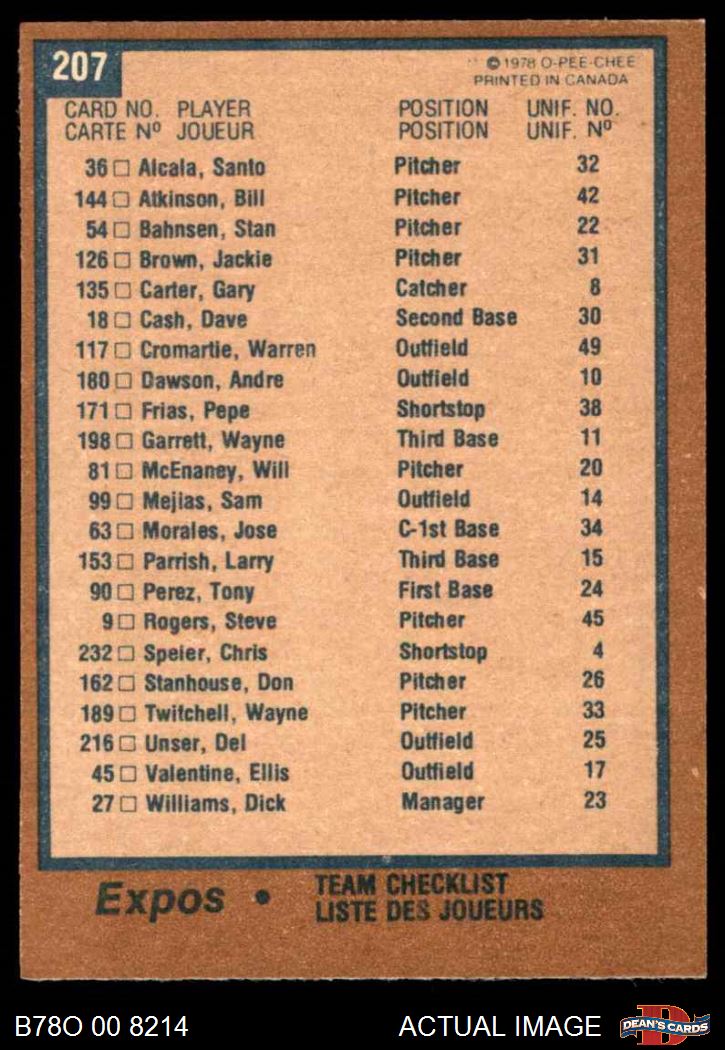 207
©1978 O-PEE-CHEE
PRINTED IN CANADA
CARD NO. PLAYER POSITION UNIF. NO.
CARTE Nº JOUEUR POSITION UNIF. Nº
36 □ Alcala, Santo Pitcher 32
144 □ Atkinson, Bill Pitcher 42
54 □ Bahnsen, Stan Pitcher 22
126 □ Brown, Jackie Pitcher 31
135 □ Carter, Gary Catcher 8
18 □ Cash, Dave Second Base 30
117 □ Cromartie, Warren Outfield 49
180 □ Dawson, Andre Outfield 10
171 □ Frias, Pepe Shortstop 38
198 □ Garrett, Wayne Third Base 11
81 □ McEnaney, Will Pitcher 20
99 □ Mejias, Sam Outfield 14
63 □ Morales, Jose C-1st Base 34
153 □ Parrish, Larry Third Base 15
90 □ Perez, Tony First Base 24
9 □ Rogers, Steve Pitcher 45
232 □ Speier, Chris Shortstop 4
162 □ Stanhouse, Don Pitcher 26
189 □ Twitchell, Wayne Pitcher 33
216 □ Unser, Del Outfield 25
45 □ Valentine, Ellis Outfield 17
27 □ Williams, Dick Manager 23
Expos • TEAM CHECKLIST
LISTE DES JOUEURS
B78O 00 8214 ACTUAL IMAGE D DEAN'S CARDS